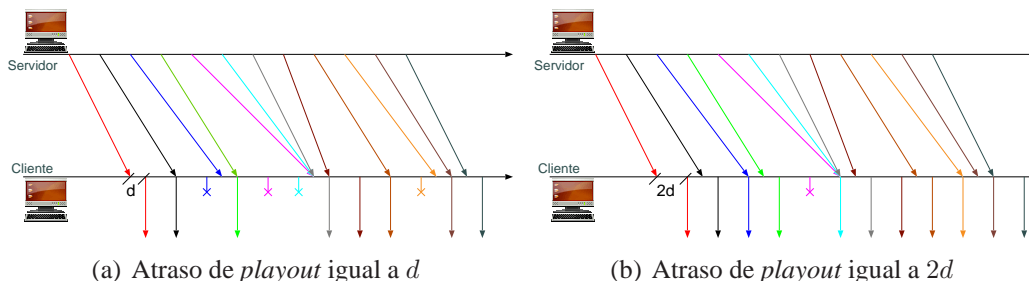 Servidor
Cliente
d
(a) Atraso de playout igual a d
Servidor
Cliente
2d
(b) Atraso de playout igual a 2d